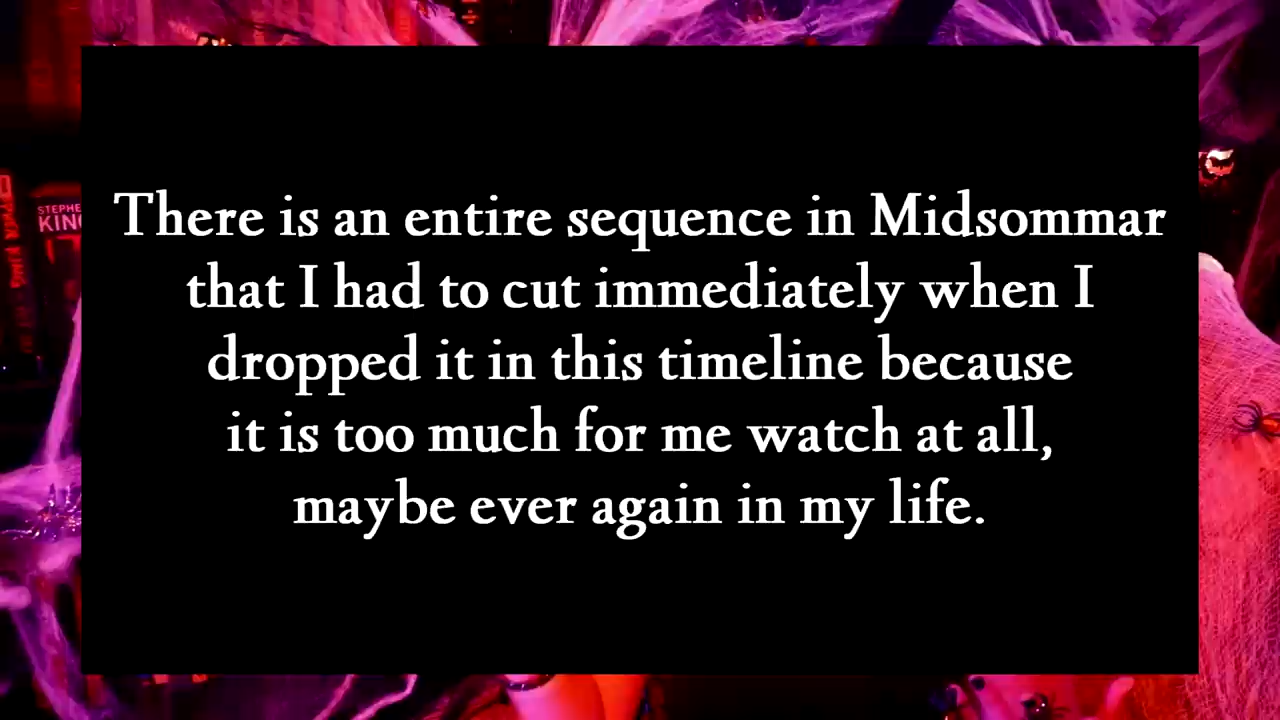 There is an entire sequence in Midsommar
that I had to cut immediately when I
dropped it in this timeline because
it is too much for me watch at all,
maybe ever again in my life.
KING